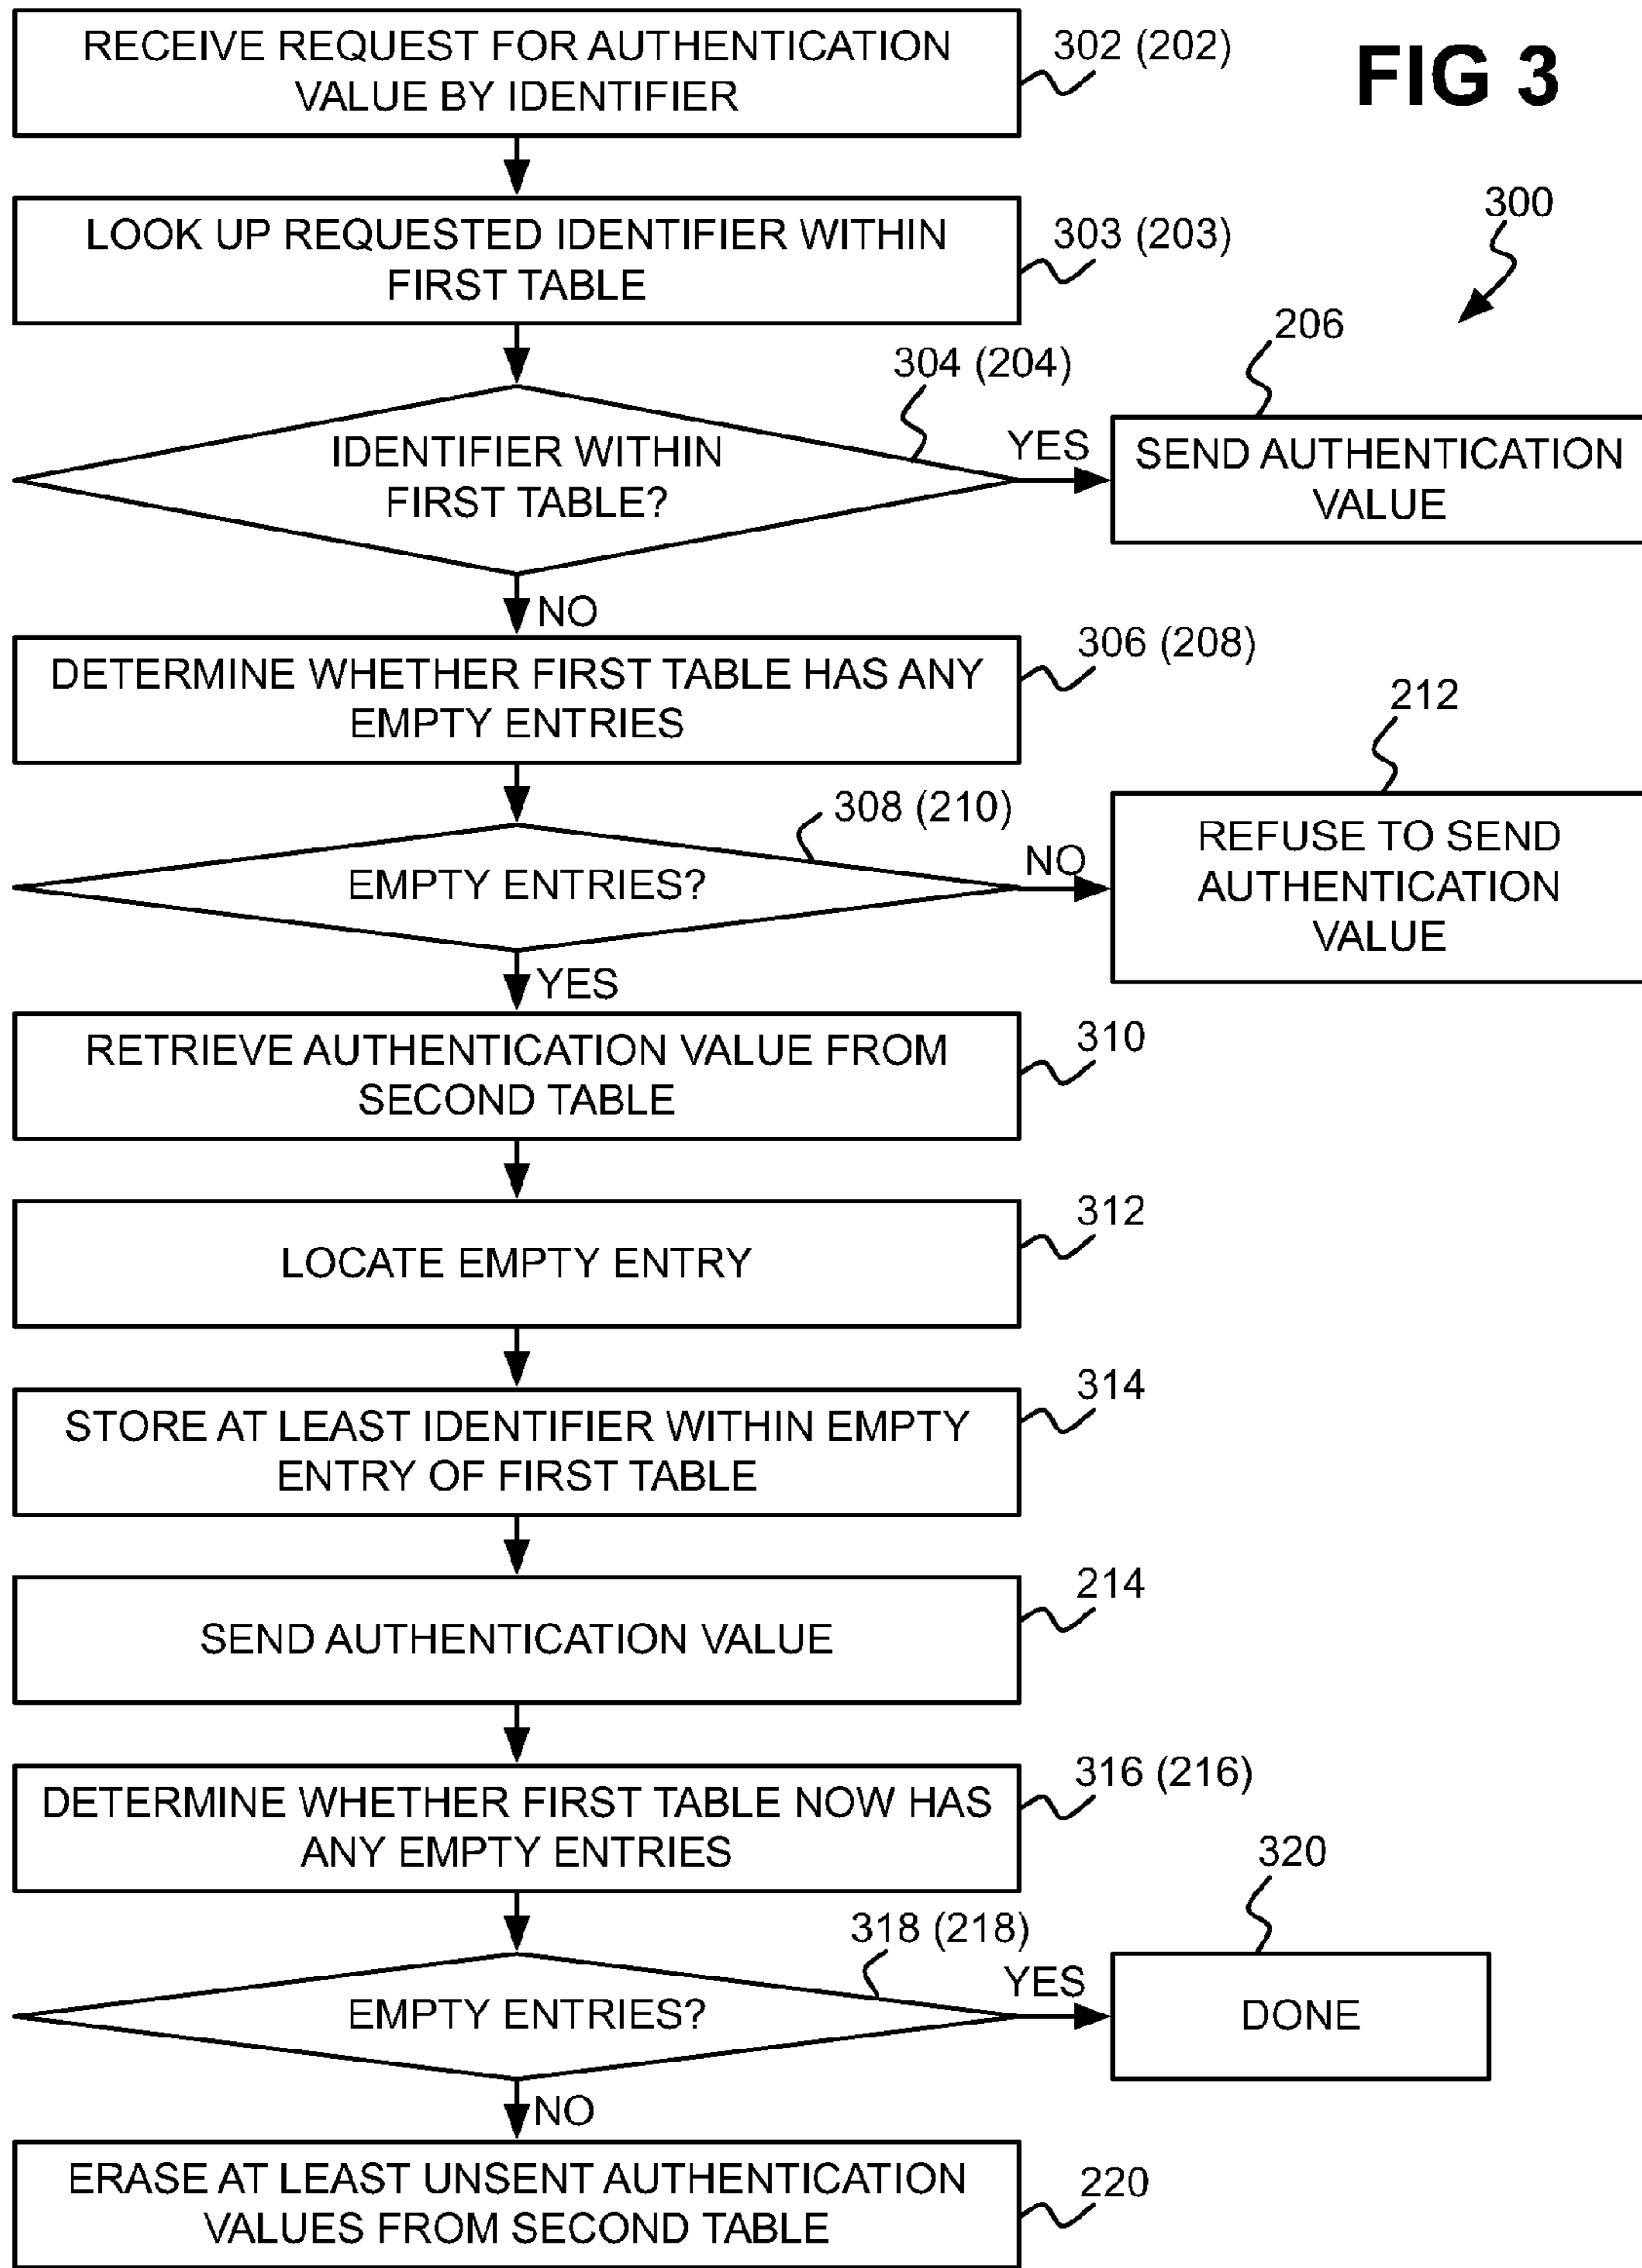 RECEIVE REQUEST FOR AUTHENTICATION
VALUE BY IDENTIFIER
302 (202)
FIG 3
LOOK UP REQUESTED IDENTIFIER WITHIN
FIRST TABLE
303 (203)
300
304 (204)
206
IDENTIFIER WITHIN
FIRST TABLE?
YES
SEND AUTHENTICATION
VALUE
NO
DETERMINE WHETHER FIRST TABLE HAS ANY
EMPTY ENTRIES
306 (208)
212
308 (210)
EMPTY ENTRIES?
NO
REFUSE TO SEND
AUTHENTICATION
VALUE
YES
RETRIEVE AUTHENTICATION VALUE FROM
SECOND TABLE
310
LOCATE EMPTY ENTRY
312
STORE AT LEAST IDENTIFIER WITHIN EMPTY
ENTRY OF FIRST TABLE
314
SEND AUTHENTICATION VALUE
214
DETERMINE WHETHER FIRST TABLE NOW HAS
ANY EMPTY ENTRIES
316 (216)
320
318 (218)
EMPTY ENTRIES?
YES
DONE
NO
ERASE AT LEAST UNSENT AUTHENTICATION
VALUES FROM SECOND TABLE
220